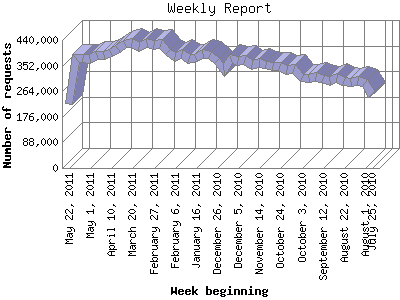 Weekly Report
Number of requests
440,000
352,000
264,000
176,000
88,000
0
May 22, 2011
May 1, 2011
April 10, 2011
March 20, 2011
February 27, 2011
February 6, 2011
January 16, 2011
December 26, 2010
December 5, 2010
November 14, 2010
October 24, 2010
October 3, 2010
September 12, 2010
August 22, 2010
August 1, 2010
July 25, 2010
Week beginning